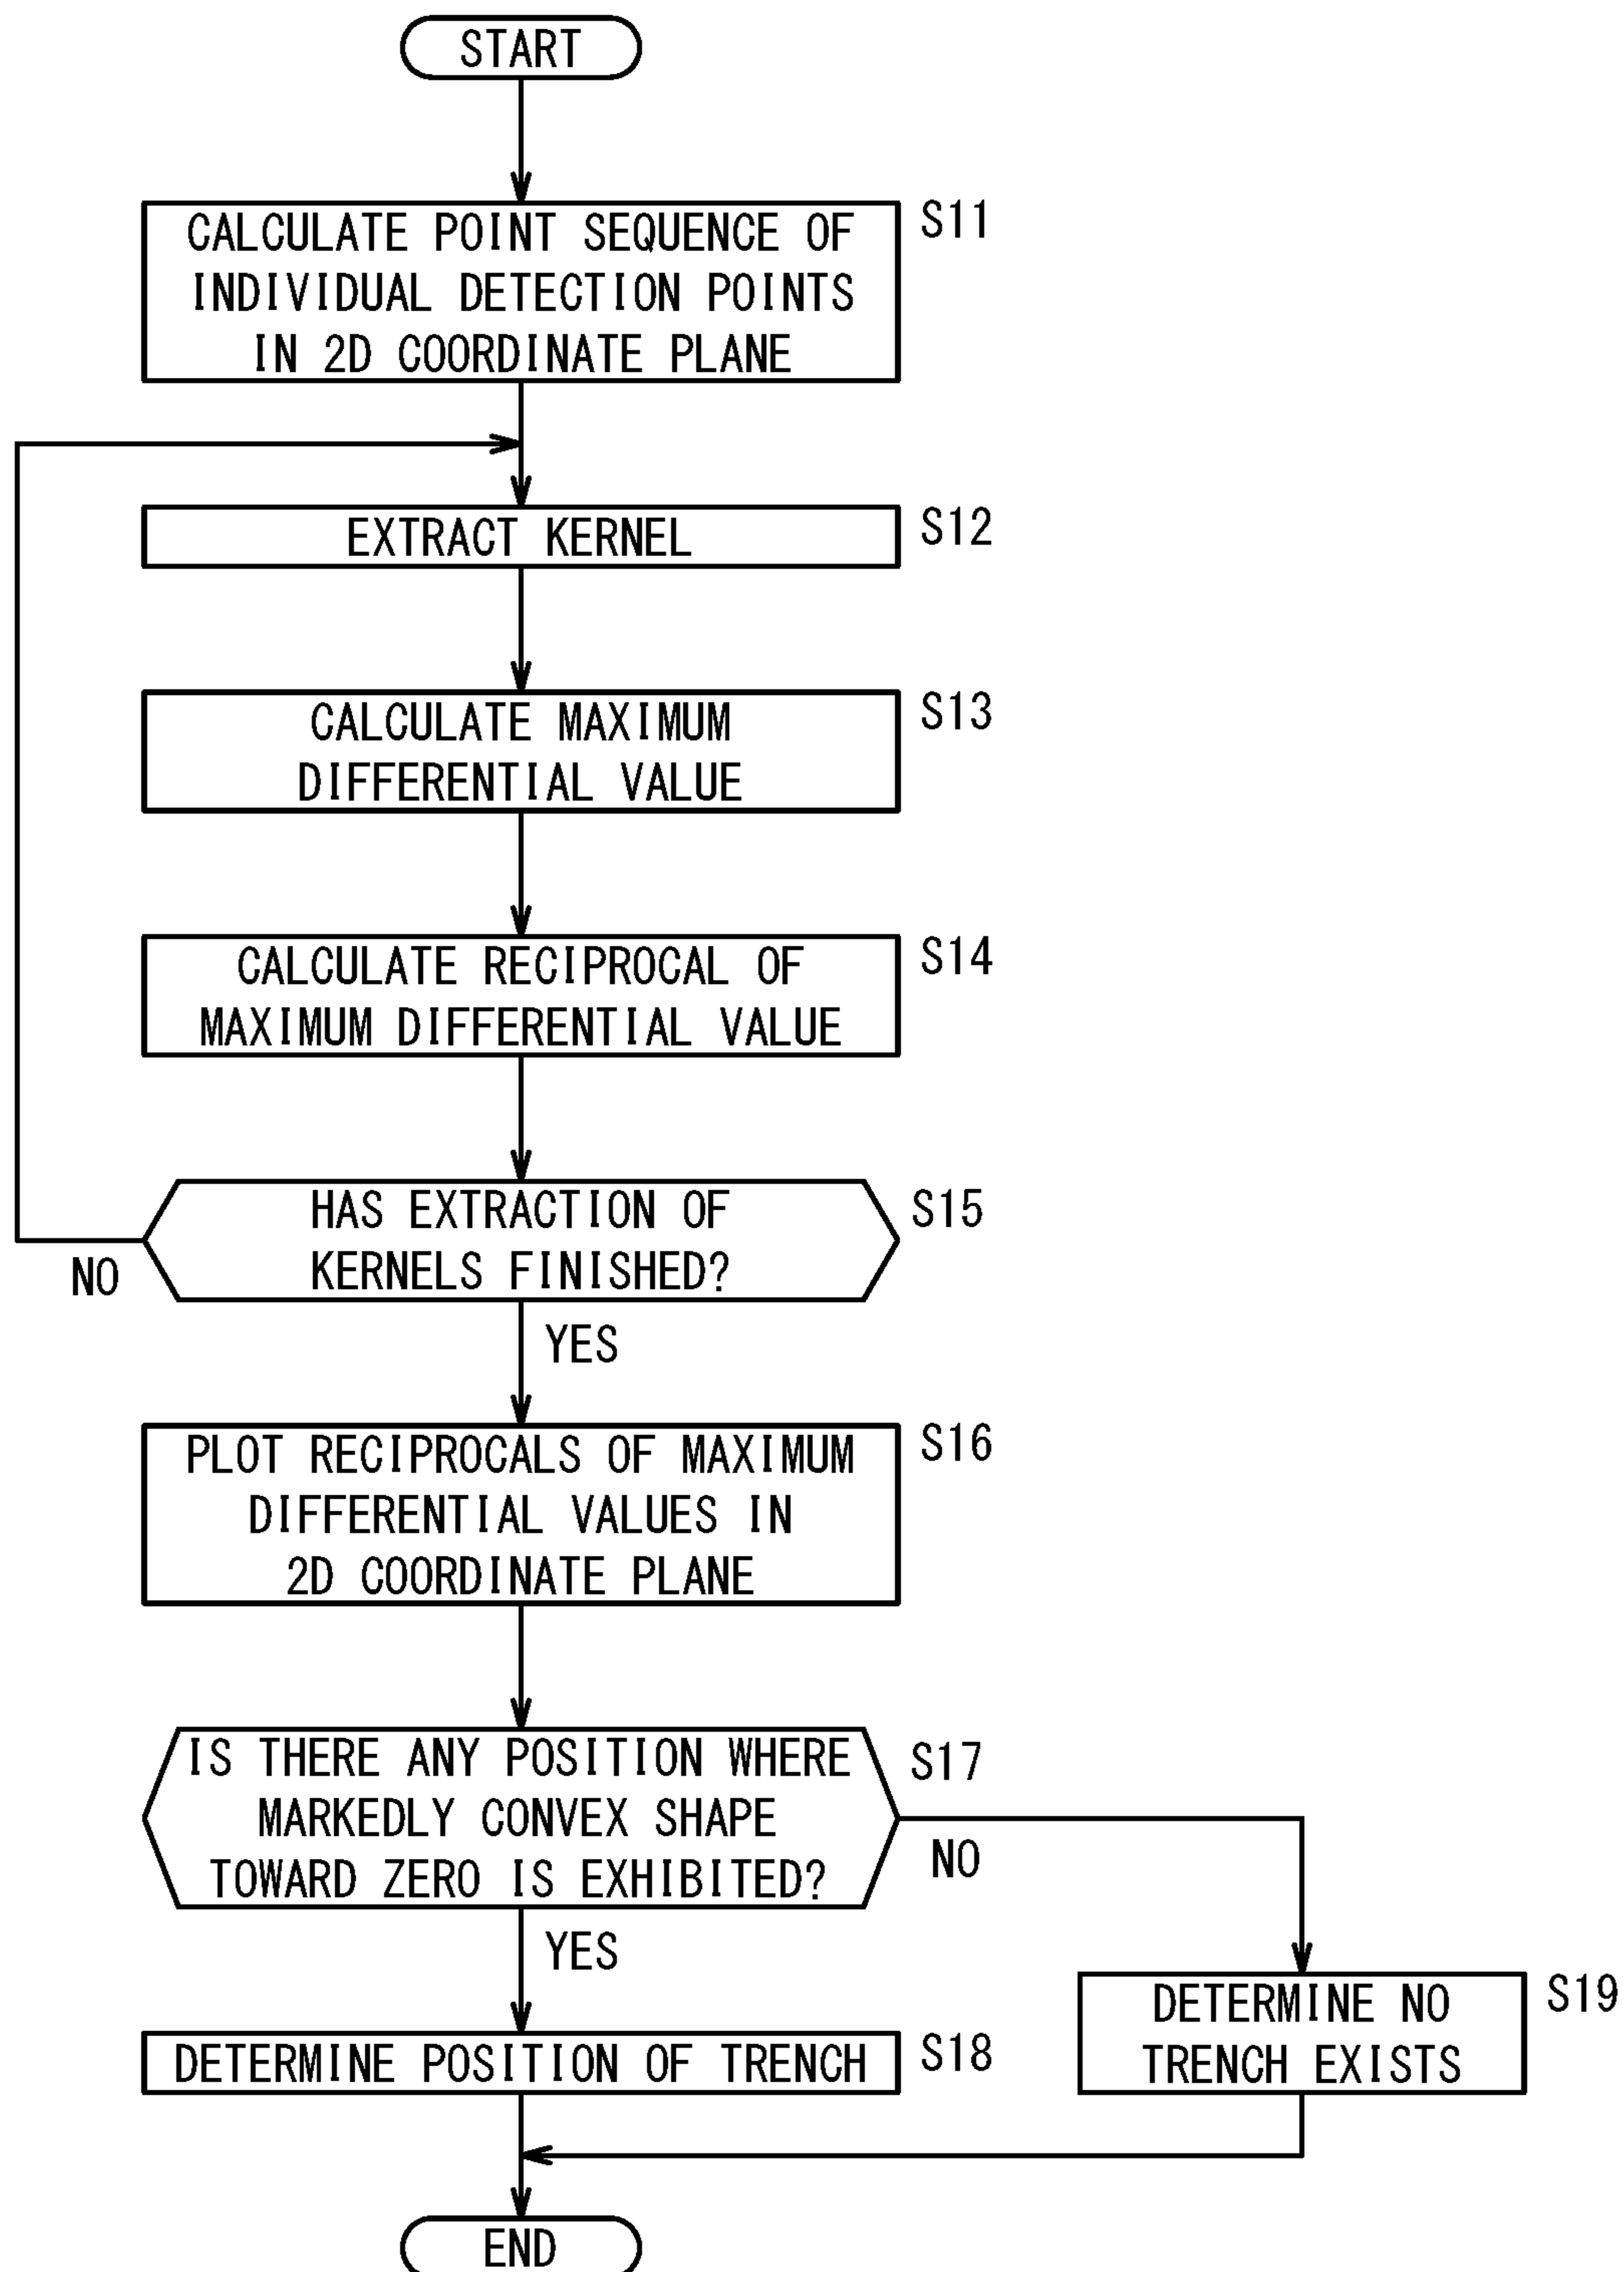 START
CALCULATE POINT SEQUENCE OF
INDIVIDUAL DETECTION POINTS
IN 2D COORDINATE PLANE
S11
EXTRACT KERNEL
S12
CALCULATE MAXIMUM
DIFFERENTIAL VALUE
S13
CALCULATE RECIPROCAL OF
MAXIMUM DIFFERENTIAL VALUE
S14
HAS EXTRACTION OF
KERNELS FINISHED?
S15
NO
YES
PLOT RECIPROCALS OF MAXIMUM
DIFFERENTIAL VALUES IN
2D COORDINATE PLANE
S16
IS THERE ANY POSITION WHERE
MARKEDLY CONVEX SHAPE
TOWARD ZERO IS EXHIBITED?
S17
NO
YES
DETERMINE POSITION OF TRENCH
S18
DETERMINE NO
TRENCH EXISTS
S19
END